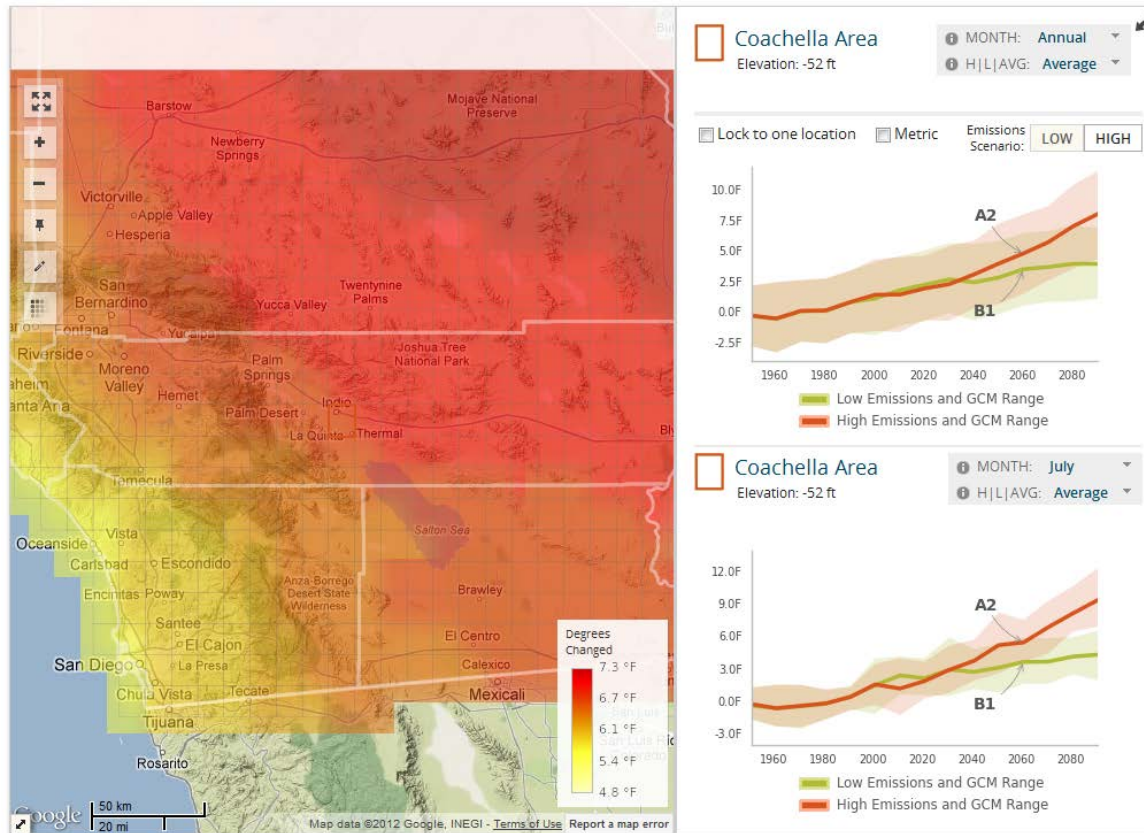 Mojave National
Preserve
Barstow
Newberry
Springs
Victorville
Apple Valley
Hesperia
San
Bernardino
Fontana
Yucaipa
Yucca Valley
Twentynine
Palms
Riverside
Moreno
Valley
Hemet
Palm
Springs
Joshua Tree
National Park
Palm Desert
Indio
La Quinta
Thermal
Temecula
Salton Sea
Oceanside
Vista
Carlsbad
Escondido
Encinitas
Poway
Anza-Borrego
Desert State
Wilderness
Brawley
Santee
El Cajon
San Diego
La Presa
El Centro
Calexico
Chula Vista
Tecate
Mexicali
Tijuana
Rosarito
Degrees
Changed
7.3 °F
6.7 °F
6.1 °F
5.4 °F
4.8 °F
50 km
20 mi
Map data ©2012 Google, INEGI - Terms of Use
Report a map error
Coachella Area
Elevation: -52 ft
MONTH: Annual
H|L|AVG: Average
Lock to one location
Metric
Emissions
Scenario:
LOW
HIGH
10.0F
7.5F
5.0F
2.5F
0.0F
-2.5F
A2
B1
1960 1980 2000 2020 2040 2060 2080
Low Emissions and GCM Range
High Emissions and GCM Range
Coachella Area
Elevation: -52 ft
MONTH: July
H|L|AVG: Average
12.0F
9.0F
6.0F
3.0F
0.0F
-3.0F
A2
B1
1960 1980 2000 2020 2040 2060 2080
Low Emissions and GCM Range
High Emissions and GCM Range